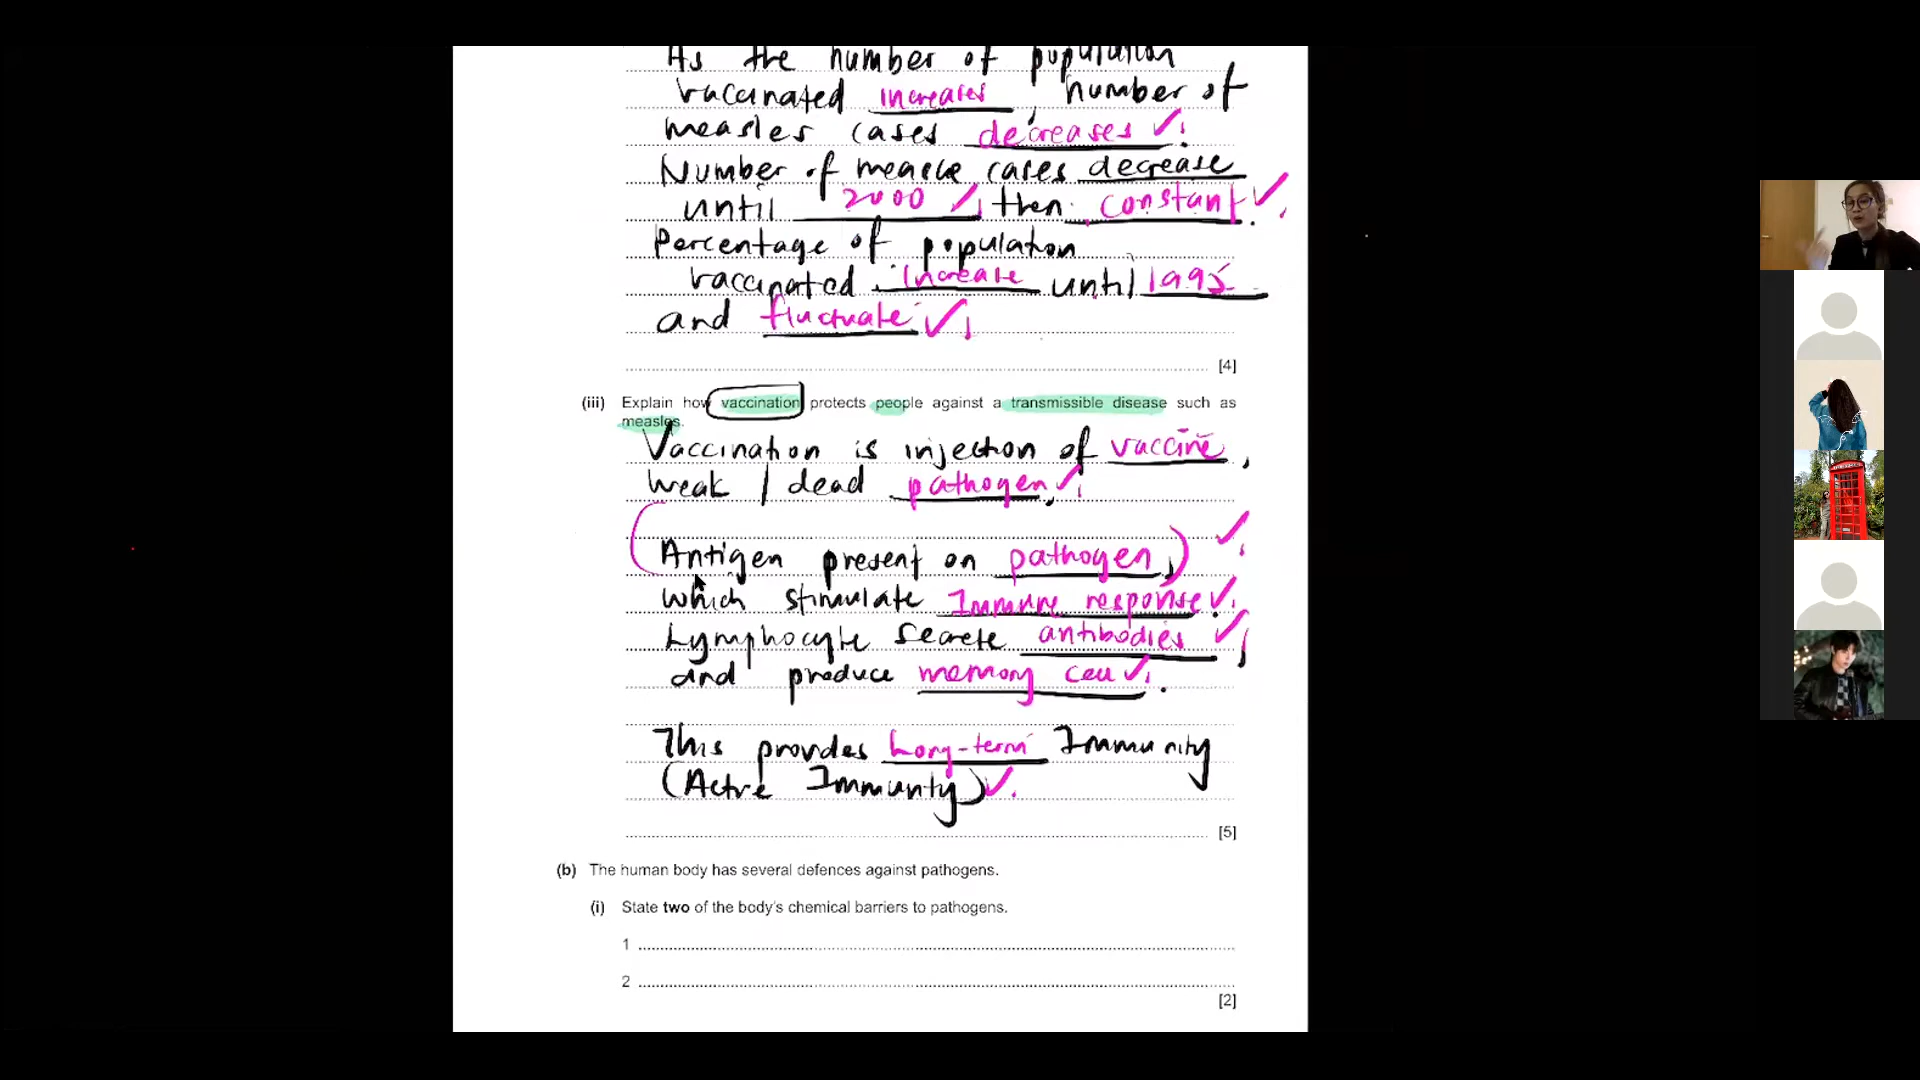 As the number of population
vaccinated increases, number of
measles cases decreases ✓.
Number of measle cases decrease
until 2000 ✓, then constant ✓.
Percentage of population
vaccinated increase until 1995
and fluctuate ✓.
[4]
(iii) Explain how vaccination protects people against a transmissible disease such as
measles.
Vaccination is injection of vaccine,
weak / dead pathogen ✓.
(Antigen present on pathogen,) ✓
which stimulate Immune response ✓.
Lymphocyte secrete antibodies ✓,
and produce memory cell ✓.
This provides Long-term Immunity
(Active Immunity) ✓.
[5]
(b) The human body has several defences against pathogens.
(i) State two of the body's chemical barriers to pathogens.
1
2
[2]